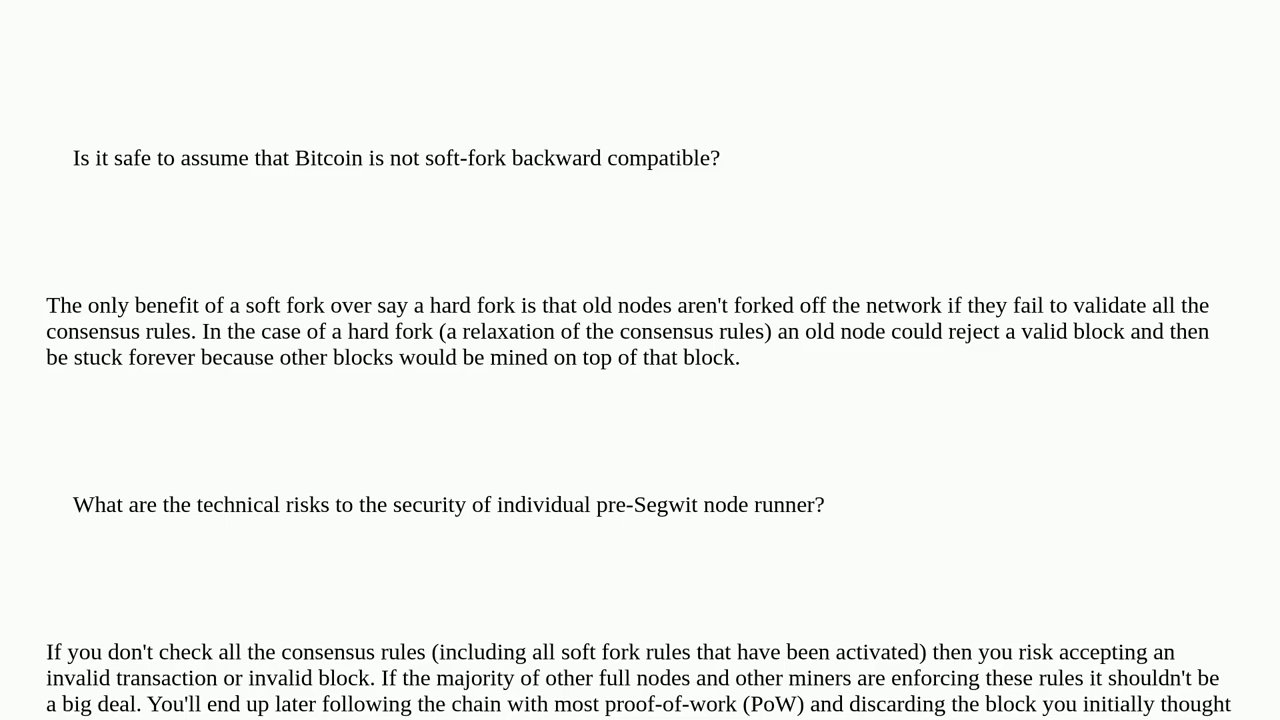 Is it safe to assume that Bitcoin is not soft-fork backward compatible?
The only benefit of a soft fork over say a hard fork is that old nodes aren't forked off the network if they fail to validate all the
consensus rules. In the case of a hard fork (a relaxation of the consensus rules) an old node could reject a valid block and then
be stuck forever because other blocks would be mined on top of that block.
What are the technical risks to the security of individual pre-Segwit node runner?
If you don't check all the consensus rules (including all soft fork rules that have been activated) then you risk accepting an
invalid transaction or invalid block. If the majority of other full nodes and other miners are enforcing these rules it shouldn't be
a big deal. You'll end up later following the chain with most proof-of-work (PoW) and discarding the block you initially thought